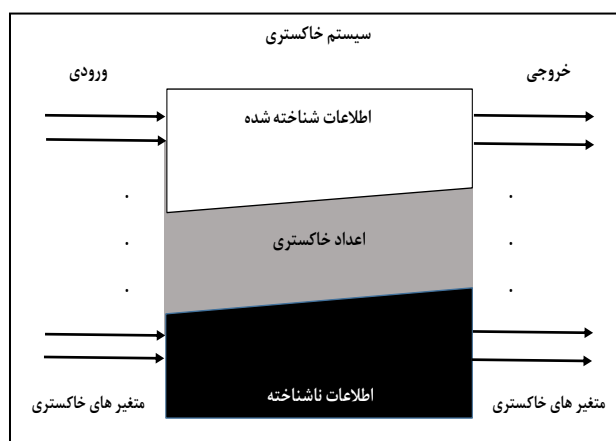 سیستم خاکستری
خروجی
ورودی
اطلاعات شناخته شده
اعداد خاکستری
اطلاعات ناشناخته
متغیر های خاکستری
متغیر های خاکستری